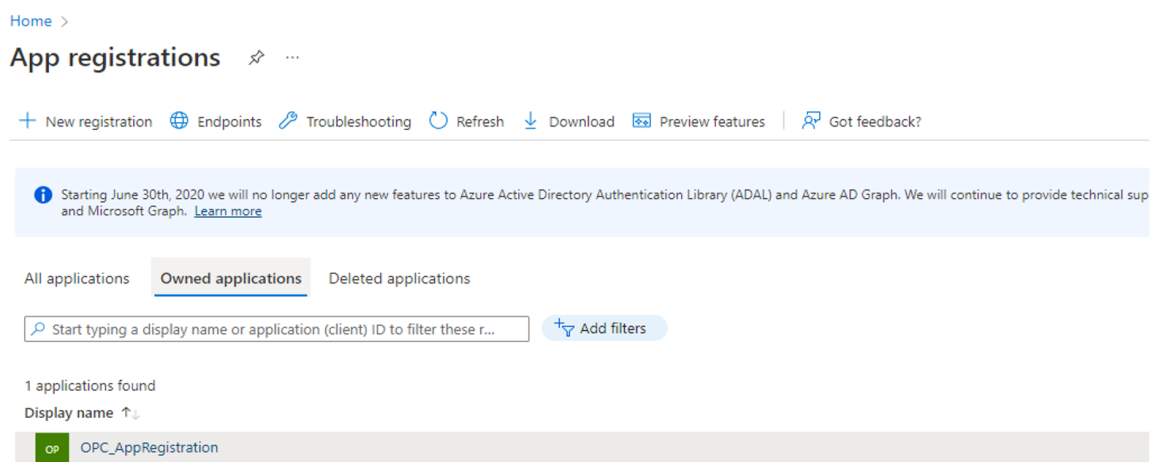 Home >
App registrations ...
New registration Endpoints Troubleshooting Refresh Download Preview features Got feedback?
Starting June 30th, 2020 we will no longer add any new features to Azure Active Directory Authentication Library (ADAL) and Azure AD Graph. We will continue to provide technical sup
and Microsoft Graph. Learn more
All applications Owned applications Deleted applications
Start typing a display name or application (client) ID to filter these r... Add filters
1 applications found
Display name
OP OPC_AppRegistration